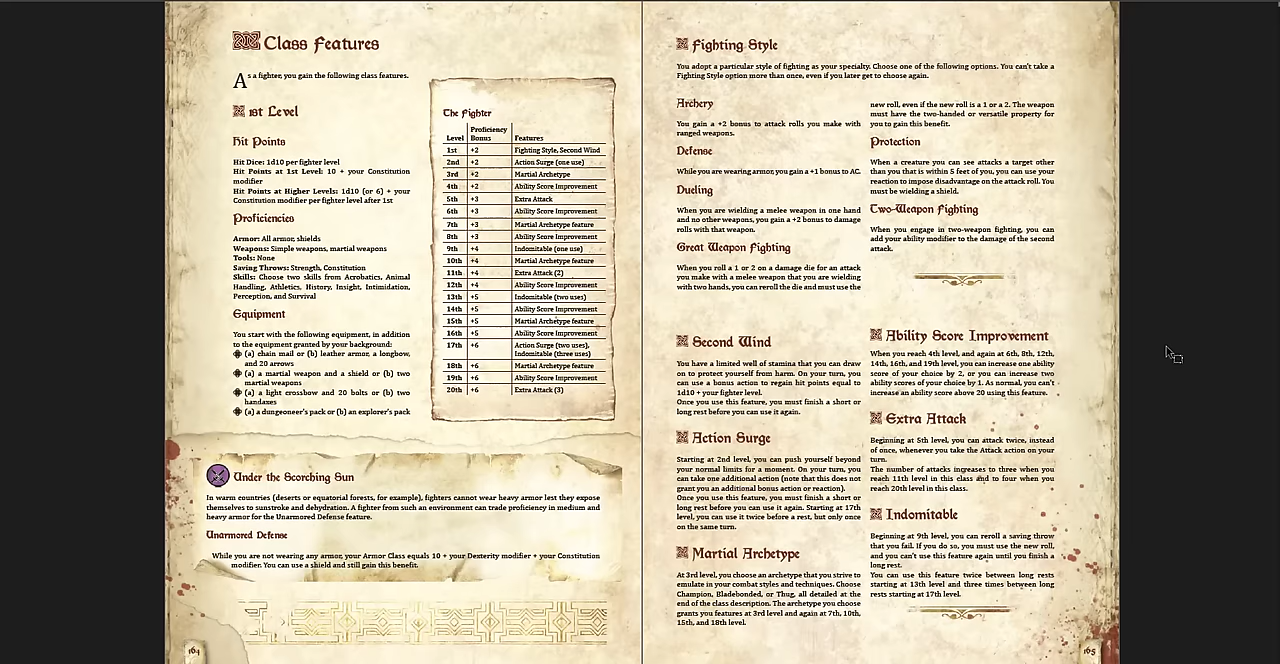 Class Features
As a fighter, you gain the following class features.
1st Level
Hit Points
Hit Dice: 1d10 per fighter level
Hit Points at 1st Level: 10 + your Constitution
modifier
Hit Points at Higher Levels: 1d10 (or 6) + your
Constitution modifier per fighter level after 1st
Proficiencies
Armor: All armor, shields
Weapons: Simple weapons, martial weapons
Tools: None
Saving Throws: Strength, Constitution
Skills: Choose two skills from Acrobatics, Animal
Handling, Athletics, History, Insight, Intimidation,
Perception, and Survival
Equipment
You start with the following equipment, in addition
to the equipment granted by your background:
(a) chain mail or (b) leather armor, a longbow,
and 20 arrows
(a) a martial weapon and a shield or (b) two
martial weapons
(a) a light crossbow and 20 bolts or (b) two
handaxes
(a) a dungeoneer's pack or (b) an explorer's pack
The Fighter
Level Proficiency Bonus Features
1st +2 Fighting Style, Second Wind
2nd +2 Action Surge (one use)
3rd +2 Martial Archetype
4th +2 Ability Score Improvement
5th +3 Extra Attack
6th +3 Ability Score Improvement
7th +3 Martial Archetype feature
8th +3 Ability Score Improvement
9th +4 Indomitable (one use)
10th +4 Martial Archetype feature
11th +4 Extra Attack (2)
12th +4 Ability Score Improvement
13th +5 Indomitable (two uses)
14th +5 Ability Score Improvement
15th +5 Martial Archetype feature
16th +5 Ability Score Improvement
17th +6 Action Surge (two uses),
Indomitable (three uses)
18th +6 Martial Archetype feature
19th +6 Ability Score Improvement
20th +6 Extra Attack (3)
Under the Scorching Sun
In warm countries (deserts or equatorial forests, for example), fighters cannot wear heavy armor lest they expose
themselves to sunstroke and dehydration. A fighter from such an environment can trade proficiency in medium and
heavy armor for the Unarmored Defense feature.
Unarmored Defense
While you are not wearing any armor, your Armor Class equals 10 + your Dexterity modifier + your Constitution
modifier. You can use a shield and still gain this benefit.
164
Fighting Style
You adopt a particular style of fighting as your specialty. Choose one of the following options. You can't take a
Fighting Style option more than once, even if you later get to choose again.
Archery
You gain a +2 bonus to attack rolls you make with
ranged weapons.
Defense
While you are wearing armor, you gain a +1 bonus to AC.
Dueling
When you are wielding a melee weapon in one hand
and no other weapons, you gain a +2 bonus to damage
rolls with that weapon.
Great Weapon Fighting
When you roll a 1 or 2 on a damage die for an attack
you make with a melee weapon that you are wielding
with two hands, you can reroll the die and must use the
new roll, even if the new roll is a 1 or a 2. The weapon
must have the two-handed or versatile property for
you to gain this benefit.
Protection
When a creature you can see attacks a target other
than you that is within 5 feet of you, you can use your
reaction to impose disadvantage on the attack roll. You
must be wielding a shield.
Two-Weapon Fighting
When you engage in two-weapon fighting, you can
add your ability modifier to the damage of the second
attack.
Second Wind
You have a limited well of stamina that you can draw
on to protect yourself from harm. On your turn, you
can use a bonus action to regain hit points equal to
1d10 + your fighter level.
Once you use this feature, you must finish a short or
long rest before you can use it again.
Action Surge
Starting at 2nd level, you can push yourself beyond
your normal limits for a moment. On your turn, you
can take one additional action (note that this does not
grant you an additional bonus action or reaction).
Once you use this feature, you must finish a short or
long rest before you can use it again. Starting at 17th
level, you can use it twice before a rest, but only once
on the same turn.
Martial Archetype
At 3rd level, you choose an archetype that you strive to
emulate in your combat styles and techniques. Choose
Champion, Bladebonded, or Thug, all detailed at the
end of the class description. The archetype you choose
grants you features at 3rd level and again at 7th, 10th,
15th, and 18th level.
Ability Score Improvement
When you reach 4th level, and again at 6th, 8th, 12th,
14th, 16th, and 19th level, you can increase one ability
score of your choice by 2, or you can increase two
ability scores of your choice by 1. As normal, you can't
increase an ability score above 20 using this feature.
Extra Attack
Beginning at 5th level, you can attack twice, instead
of once, whenever you take the Attack action on your
turn.
The number of attacks increases to three when you
reach 11th level in this class and to four when you
reach 20th level in this class.
Indomitable
Beginning at 9th level, you can reroll a saving throw
that you fail. If you do so, you must use the new roll,
and you can't use this feature again until you finish a
long rest.
You can use this feature twice between long rests
starting at 13th level and three times between long
rests starting at 17th level.
165